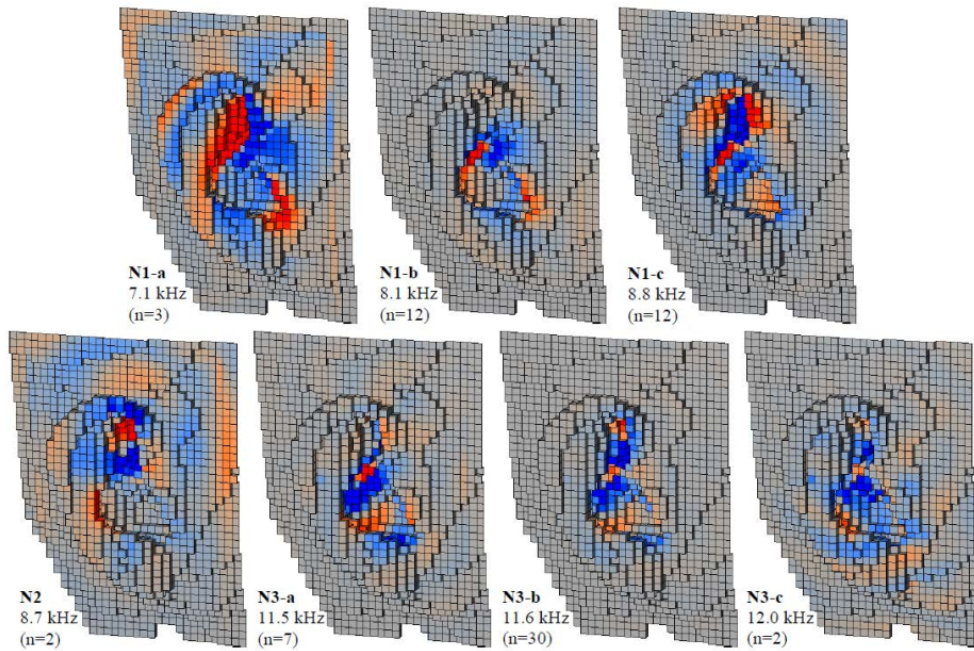 N1-a
7.1 kHz
(n=3)
N1-b
8.1 kHz
(n=12)
N1-c
8.8 kHz
(n=12)
N2
8.7 kHz
(n=2)
N3-a
11.5 kHz
(n=7)
N3-b
11.6 kHz
(n=30)
N3-c
12.0 kHz
(n=2)